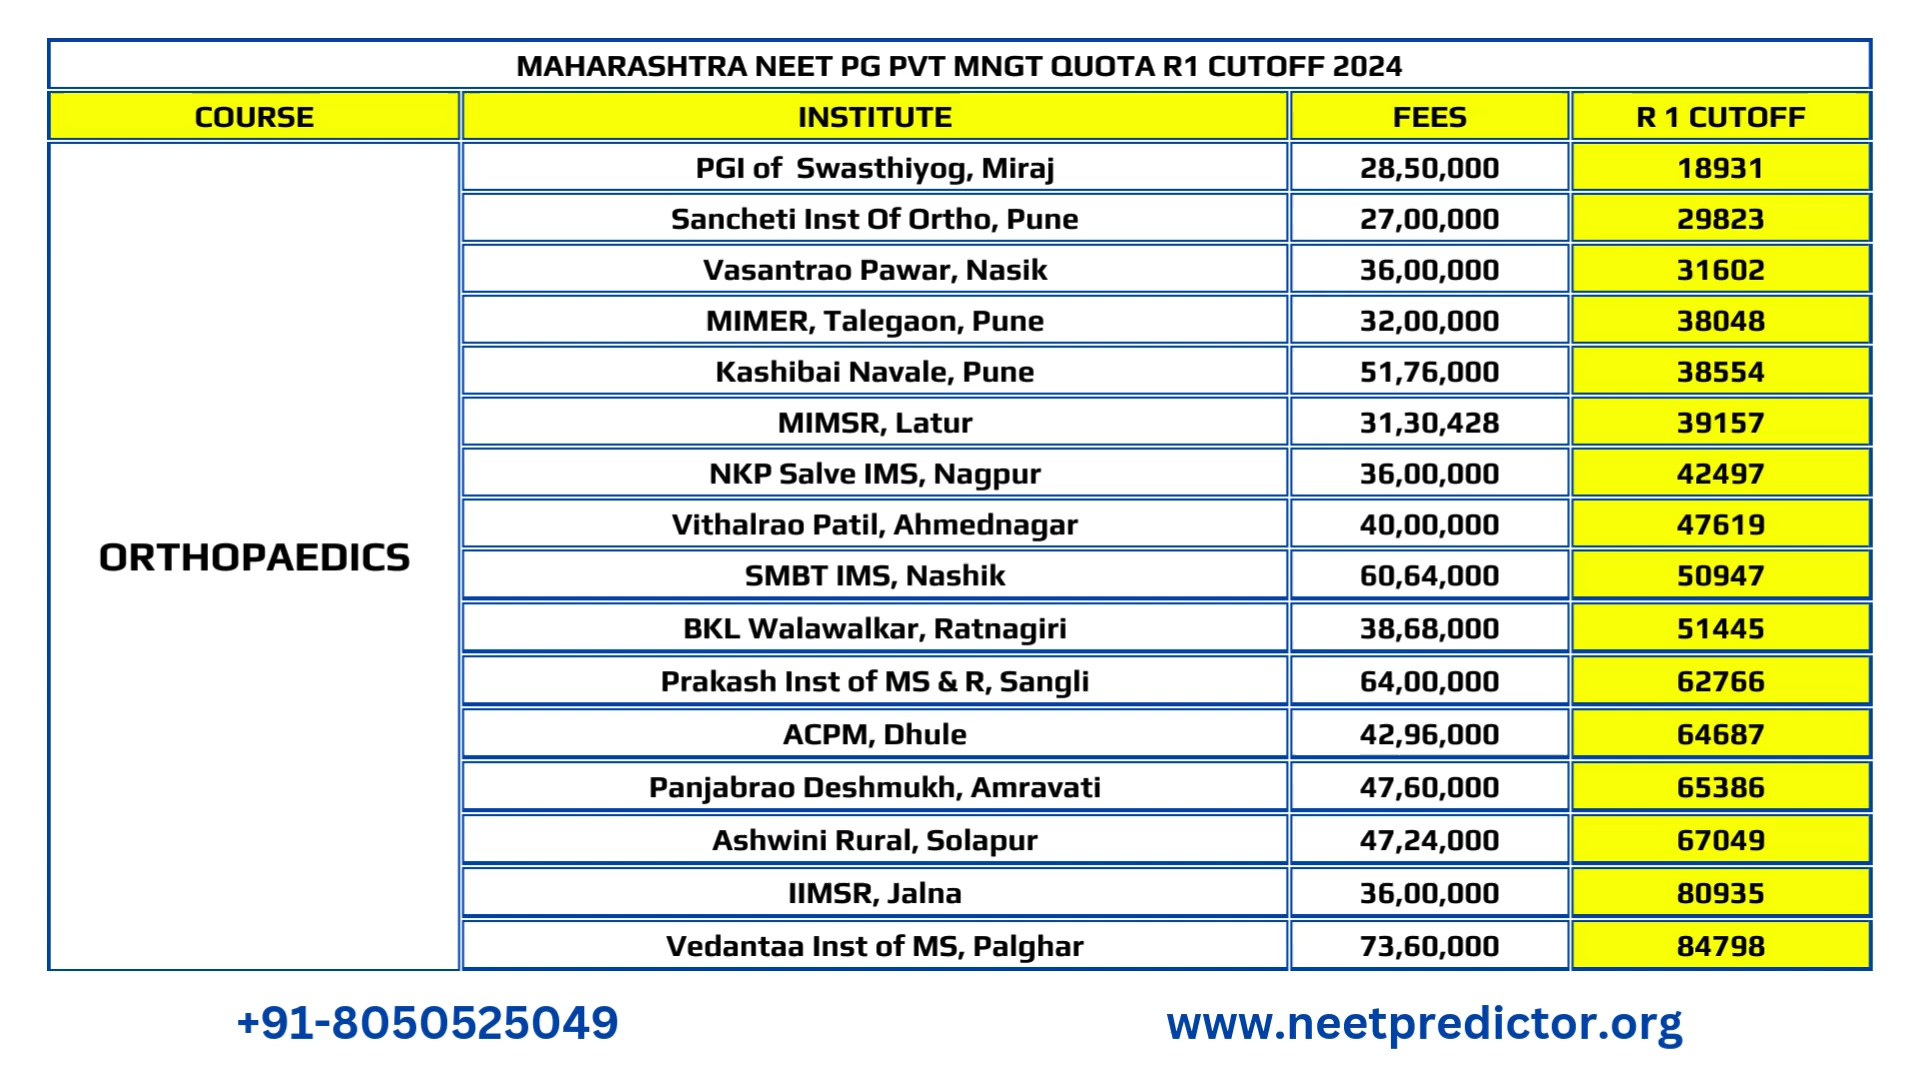 MAHARASHTRA NEET PG PVT MNGT QUOTA R1 CUTOFF 2024
COURSE INSTITUTE FEES R 1 CUTOFF
ORTHOPAEDICS
PGI of Swasthiyog, Miraj 28,50,000 18931
Sancheti Inst Of Ortho, Pune 27,00,000 29823
Vasantrao Pawar, Nasik 36,00,000 31602
MIMER, Talegaon, Pune 32,00,000 38048
Kashibai Navale, Pune 51,76,000 38554
MIMSR, Latur 31,30,428 39157
NKP Salve IMS, Nagpur 36,00,000 42497
Vithalrao Patil, Ahmednagar 40,00,000 47619
SMBT IMS, Nashik 60,64,000 50947
BKL Walawalkar, Ratnagiri 38,68,000 51445
Prakash Inst of MS & R, Sangli 64,00,000 62766
ACPM, Dhule 42,96,000 64687
Panjabrao Deshmukh, Amravati 47,60,000 65386
Ashwini Rural, Solapur 47,24,000 67049
IIMSR, Jalna 36,00,000 80935
Vedantaa Inst of MS, Palghar 73,60,000 84798
+91-8050525049 www.neetpredictor.org